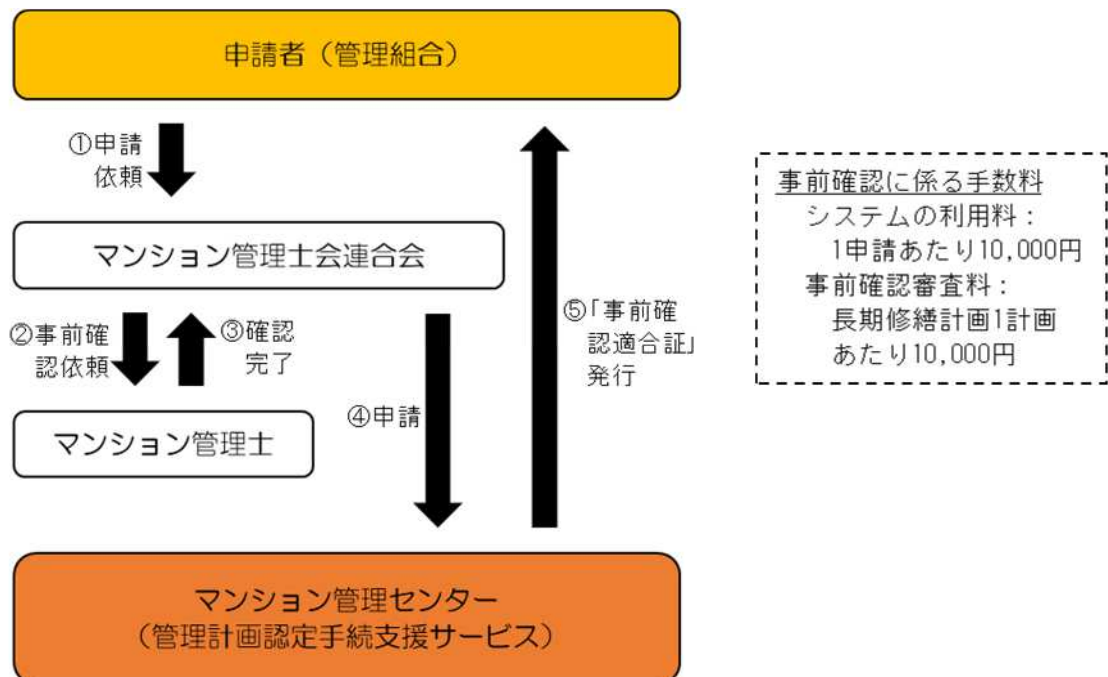 申請者（管理組合）
①申請
依頼
マンション管理士会連合会
②事前確
認依頼
③確認
完了
マンション管理士
④申請
⑤「事前確
認適合証」
発行
マンション管理センター
（管理計画認定手続支援サービス）
事前確認に係る手数料
システムの利用料：
1申請あたり10,000円
事前確認審査料：
長期修繕計画1計画
あたり10,000円